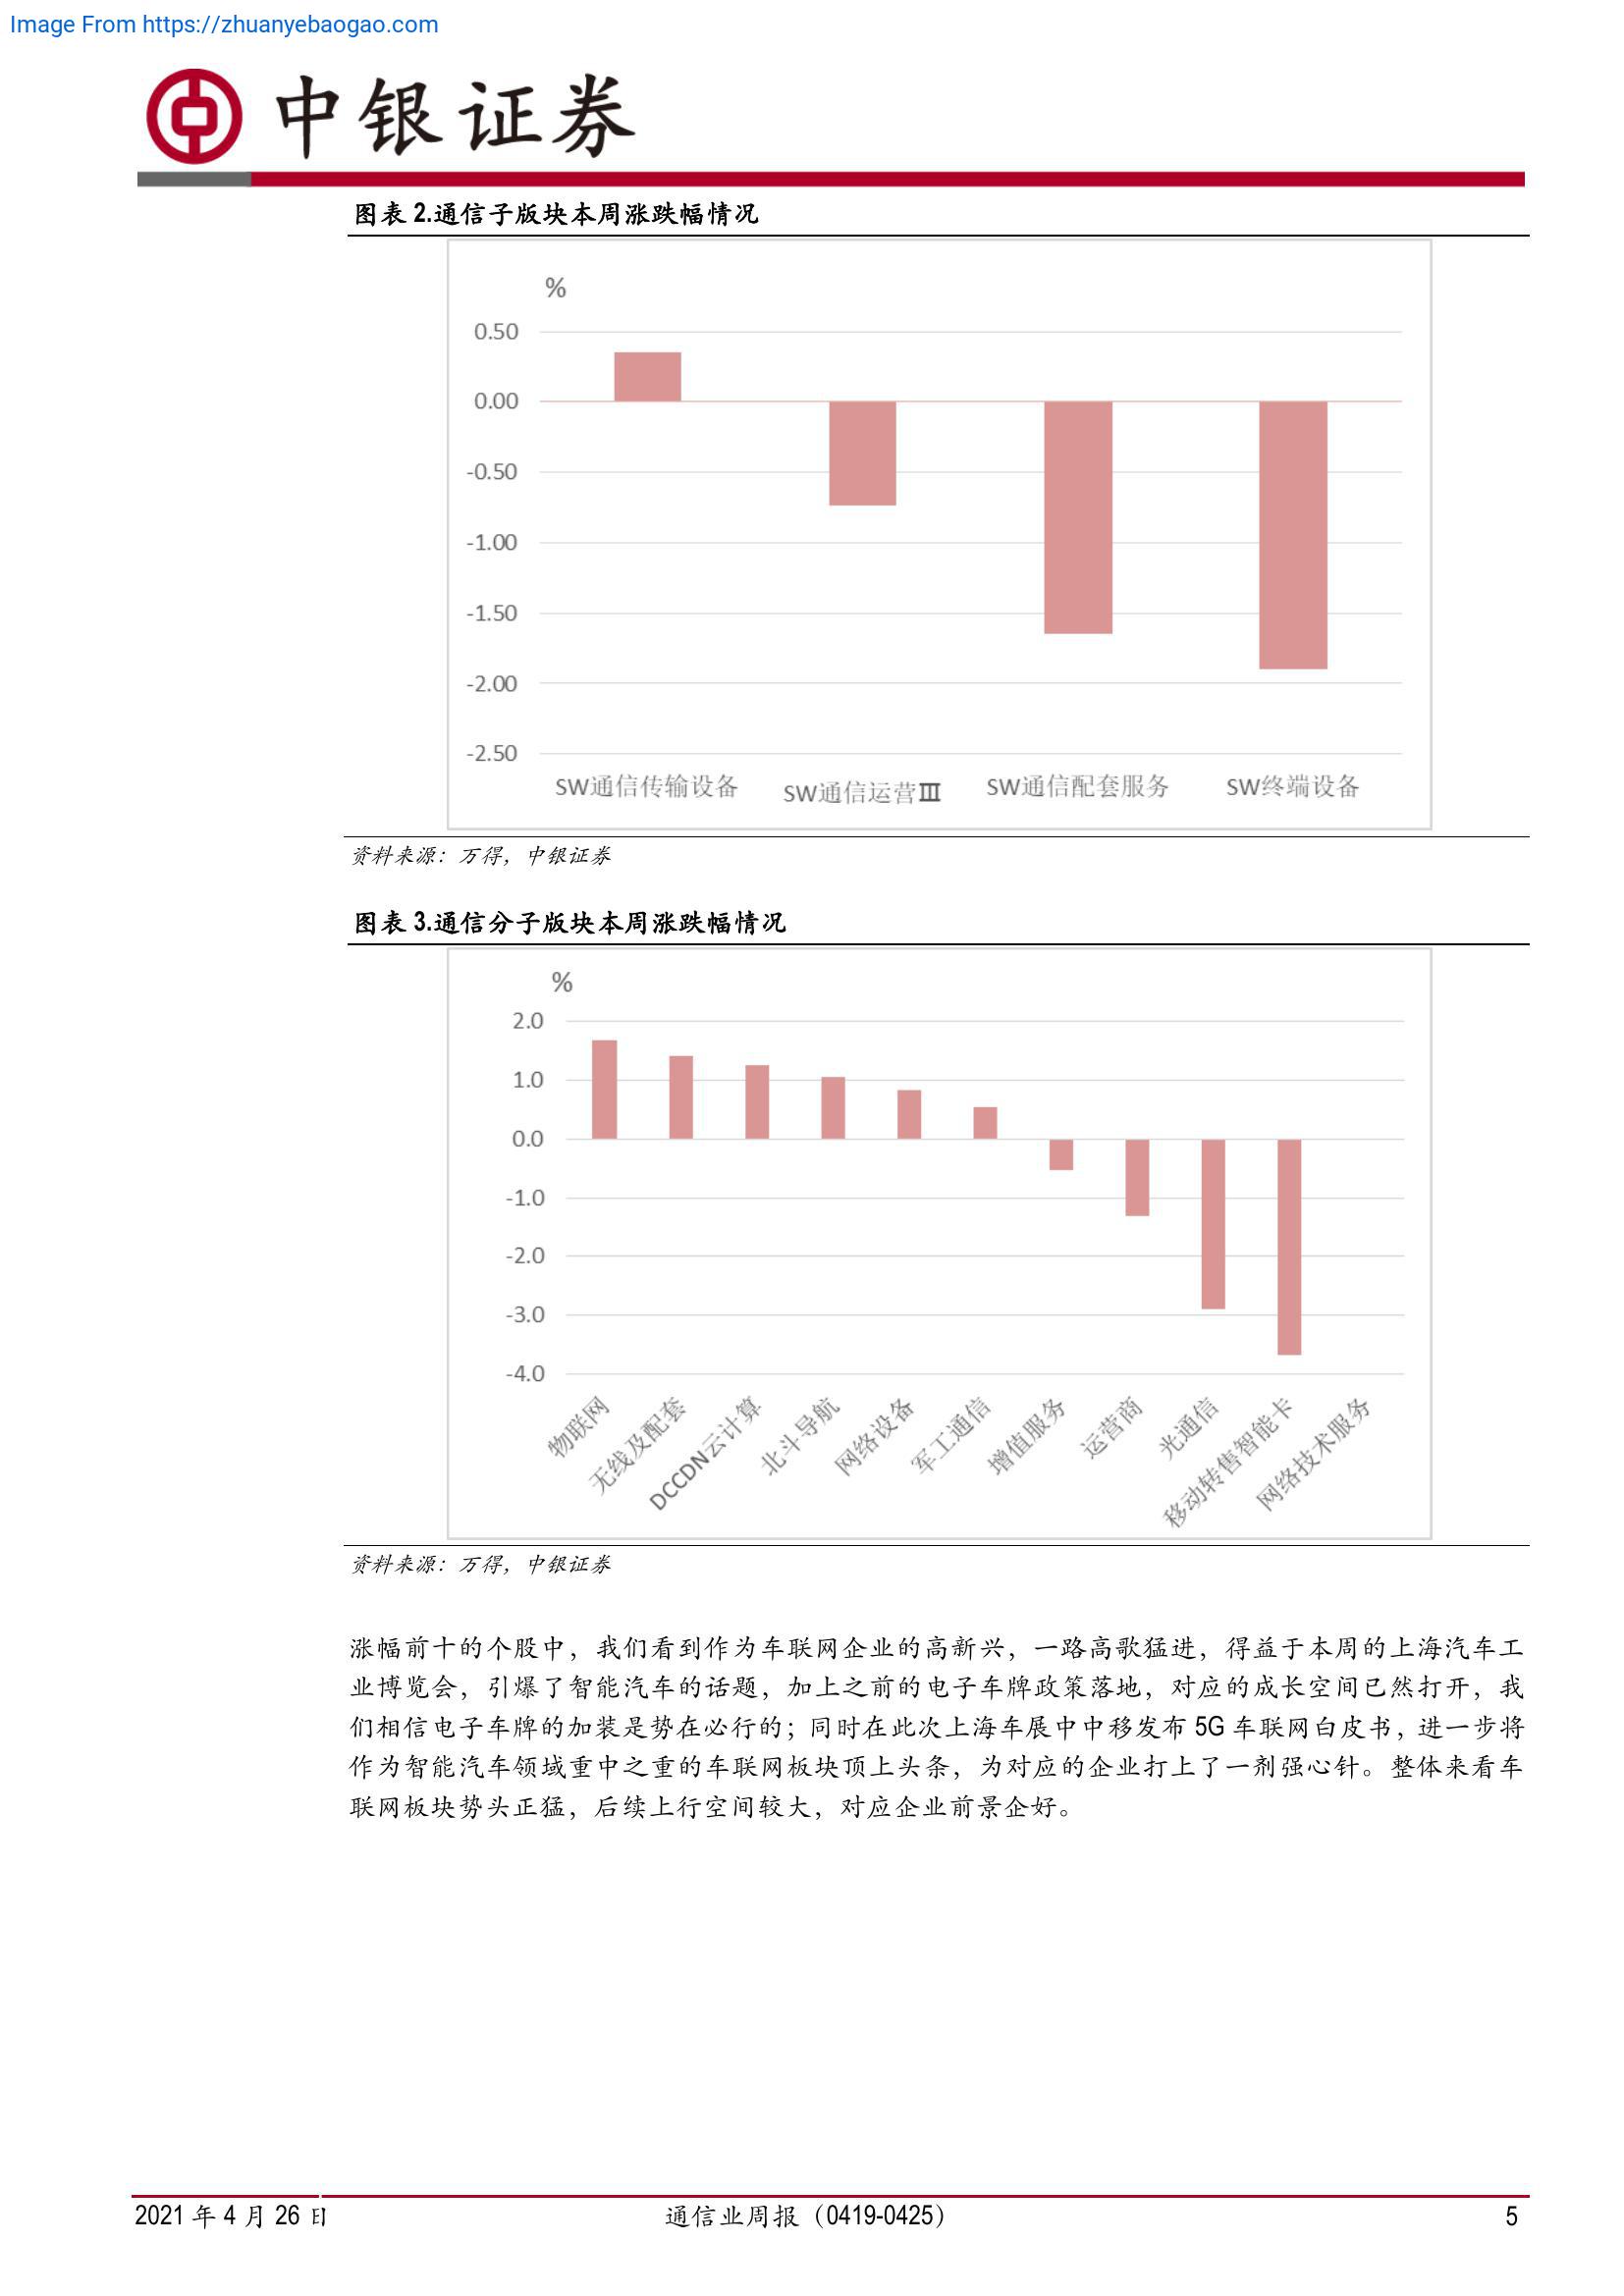 Image From https://zhuanyebaogao.com
中银证券
图表 2.通信子版块本周涨跌幅情况
%
0.50
0.00
-0.50
-1.00
-1.50
-2.00
-2.50
SW通信传输设备
SW通信运营Ⅲ
SW通信配套服务
SW终端设备
资料来源：万得，中银证券
图表 3.通信分子版块本周涨跌幅情况
%
2.0
1.0
0.0
-1.0
-2.0
-3.0
-4.0
物联网
无线及配套
DCCDN云计算
北斗导航
网络设备
军工通信
增值服务
运营商
光通信
移动转售智能卡
网络技术服务
资料来源：万得，中银证券
涨幅前十的个股中，我们看到作为车联网企业的高新兴，一路高歌猛进，得益于本周的上海汽车工
业博览会，引爆了智能汽车的话题，加上之前的电子车牌政策落地，对应的成长空间已然打开，我
们相信电子车牌的加装是势在必行的；同时在此次上海车展中中移发布 5G 车联网白皮书，进一步将
作为智能汽车领域重中之重的车联网板块顶上头条，为对应的企业打上了一剂强心针。整体来看车
联网板块势头正猛，后续上行空间较大，对应企业前景企好。
2021 年 4 月 26 日
通信业周报（0419-0425）
5